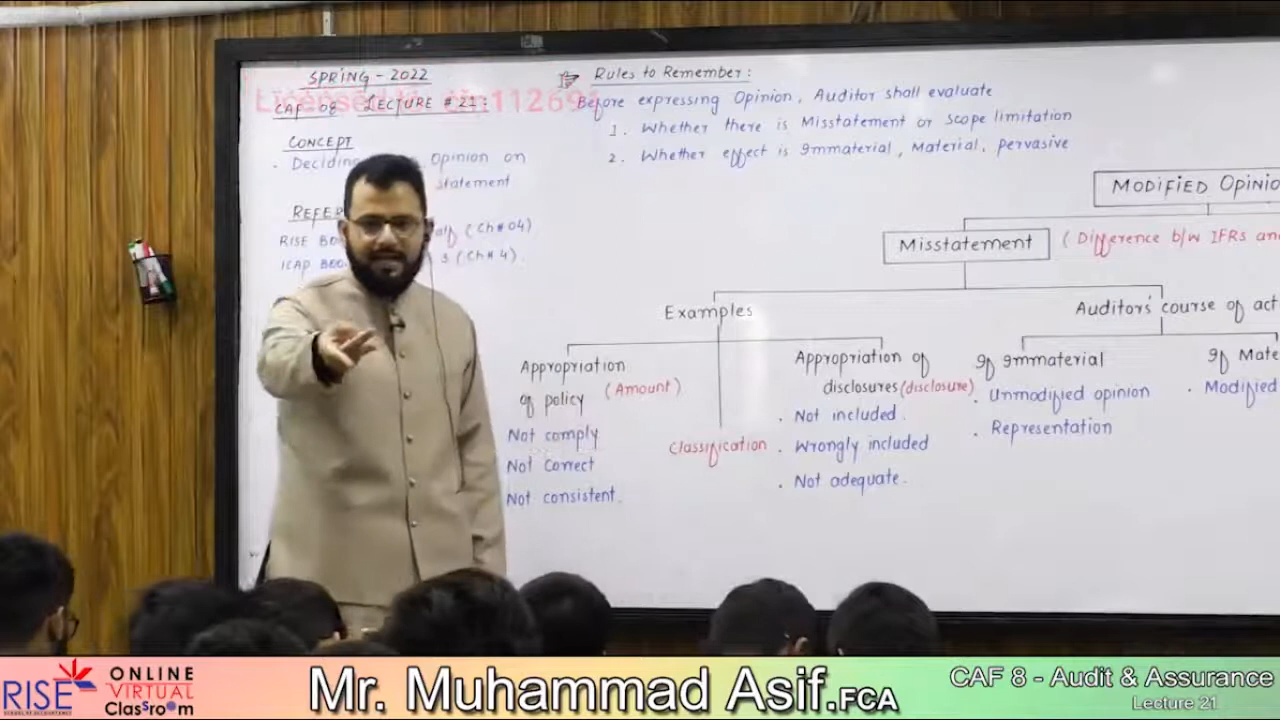 SPRING - 2022
CAF 08 LECTURE # 21:
CONCEPT
Deciding Opinion on
statement
REFER
RISE BO (Ch # 04)
ICAP BOO 3 (Ch # 4).
Rules to Remember:
Before expressing Opinion, Auditor shall evaluate
1. Whether there is Misstatement or scope limitation
2. Whether effect is Immaterial, Material, pervasive
MODIFIED OPINIO
Misstatement (Difference b/w IFRs an
Examples
Auditors' course of act
Appropriation
of policy (Amount)
Not comply
Not Correct
Not consistent.
Classification
Appropriation of
disclosures (disclosure)
. Not included.
. Wrongly included
. Not adequate.
If Immaterial
. Unmodified opinion
. Representation
If Mate
. Modified
RISE
ONLINE
VIRTUAL
ClasSroom
Mr. Muhammad Asif.FCA
CAF 8 - Audit & Assurance
Lecture 21